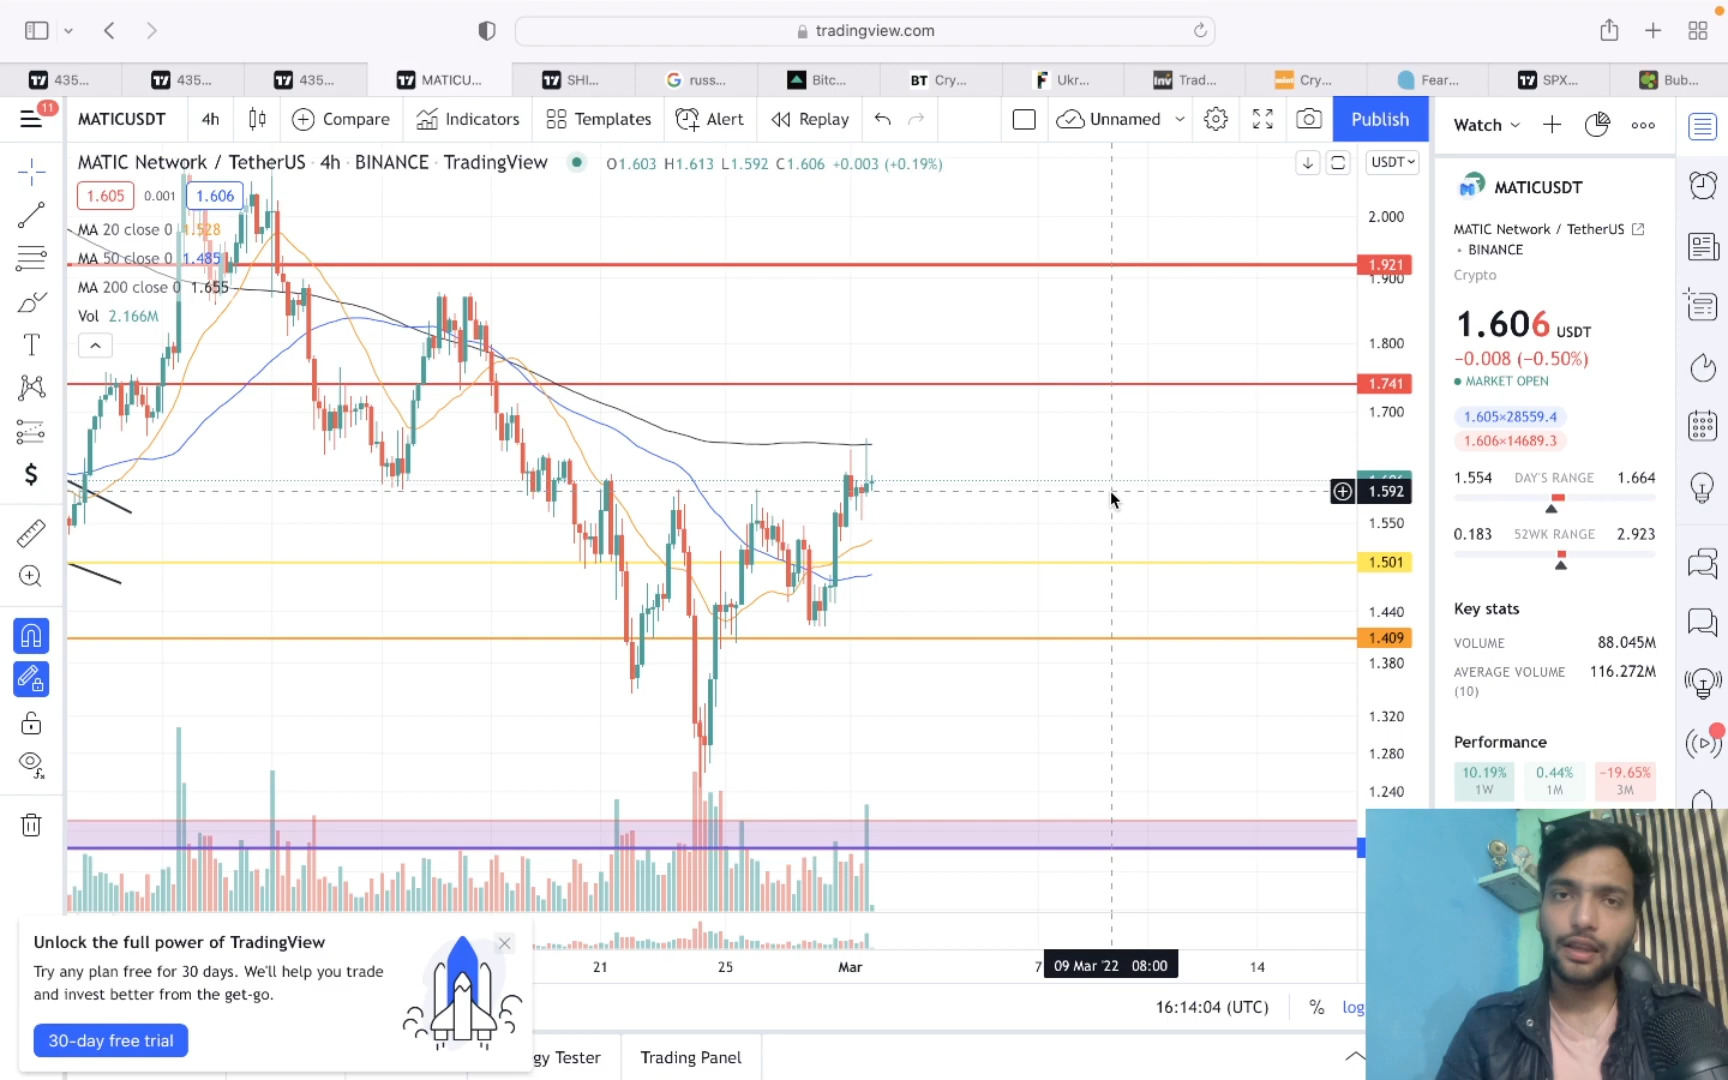 tradingview.com
435...
435...
435...
MATICU...
SHI...
russ...
Bitc...
BT Cry...
Ukr...
Inv Trad...
mint Cry...
Fear...
SPX...
Bub...
11
MATICUSDT 4h Compare Indicators Templates Alert Replay Unnamed Publish
MATIC Network / TetherUS · 4h · BINANCE · TradingView O1.603 H1.613 L1.592 C1.606 +0.003 (+0.19%)
USDT
1.605 0.001 1.606
MA 20 close 0 1.528
MA 50 close 0 1.485
MA 200 close 0 1.655
Vol 2.166M
2.000
1.921
1.900
1.800
1.741
1.700
1.592
1.550
1.501
1.440
1.409
1.380
1.320
1.280
1.240
21 25 Mar 7 09 Mar '22 08:00 14
16:14:04 (UTC) % log
Unlock the full power of TradingView
Try any plan free for 30 days. We'll help you trade
and invest better from the get-go.
30-day free trial
gy Tester Trading Panel
Watch
MATICUSDT
MATIC Network / TetherUS
• BINANCE
Crypto
1.606 USDT
−0.008 (−0.50%)
MARKET OPEN
1.605×28559.4
1.606×14689.3
1.554 DAY'S RANGE 1.664
0.183 52WK RANGE 2.923
Key stats
VOLUME 88.045M
AVERAGE VOLUME 116.272M
(10)
Performance
10.19% 0.44% −19.65%
1W 1M 3M